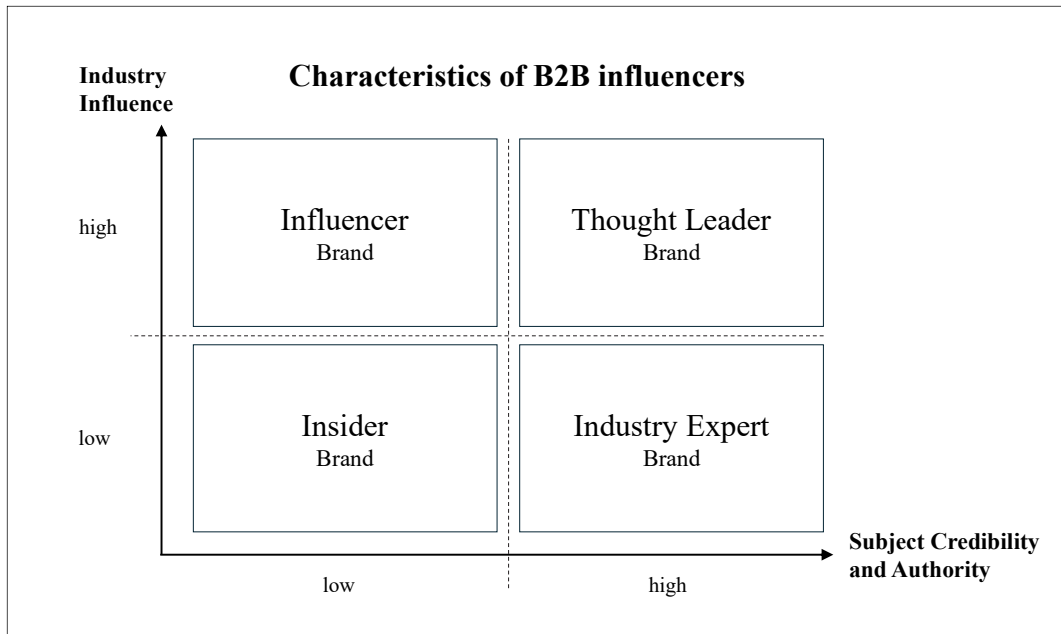 Characteristics of B2B influencers
Industry
Influence
high
Influencer
Brand
Thought Leader
Brand
low
Insider
Brand
Industry Expert
Brand
Subject Credibility
and Authority
low
high